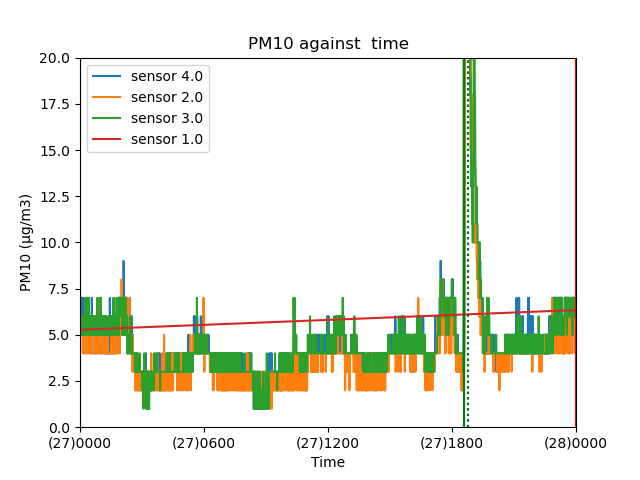 PM10 against  time
sensor 4.0
sensor 2.0
sensor 3.0
sensor 1.0
PM10 (μg/m3)
20.0
17.5
15.0
12.5
10.0
7.5
5.0
2.5
0.0
(27)0000
(27)0600
(27)1200
(27)1800
(28)0000
Time